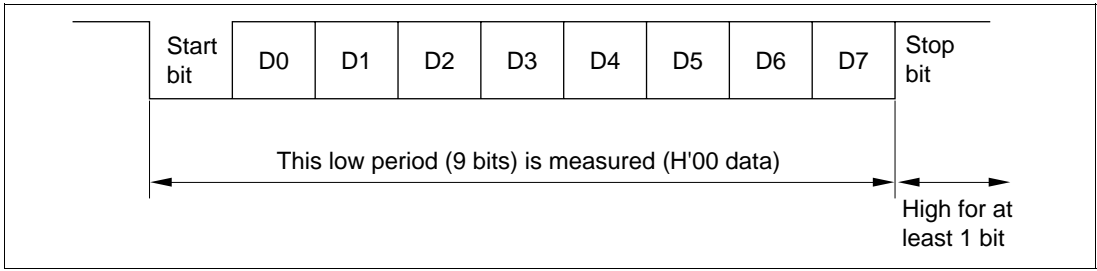 Start
bit
D0 D1 D2 D3 D4 D5 D6 D7
Stop
bit
This low period (9 bits) is measured (H'00 data)
High for at
least 1 bit